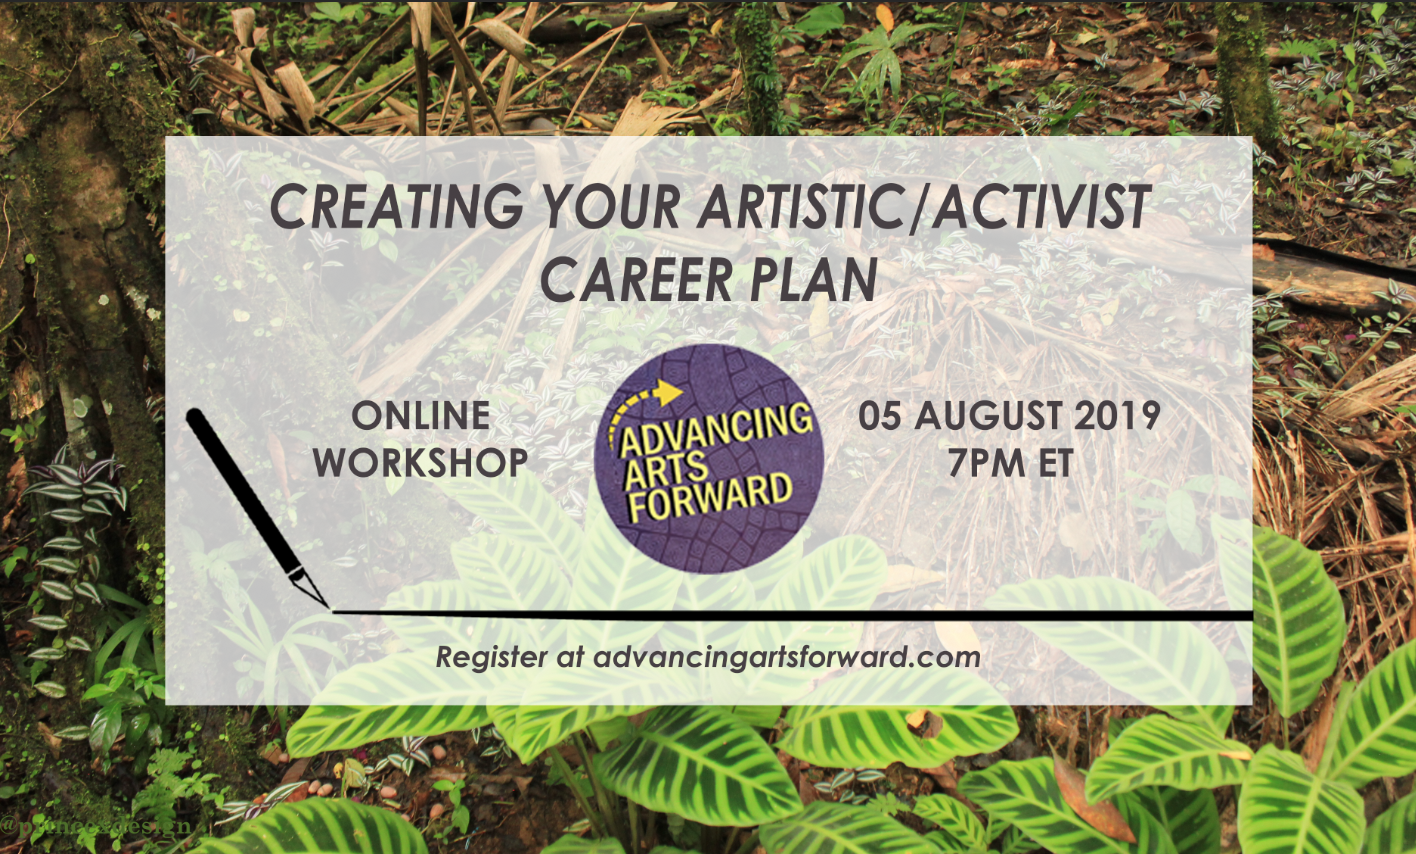 CREATING YOUR ARTISTIC/ACTIVIST
CAREER PLAN
ONLINE
WORKSHOP
ADVANCING
ARTS
FORWARD
05 AUGUST 2019
7PM ET
Register at advancingartsforward.com